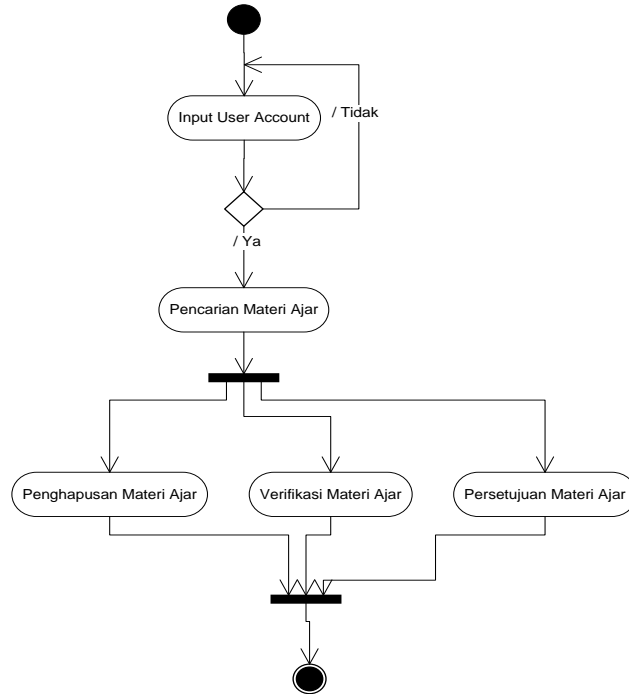 Input User Account
/ Tidak
/ Ya
Pencarian Materi Ajar
Penghapusan Materi Ajar
Verifikasi Materi Ajar
Persetujuan Materi Ajar